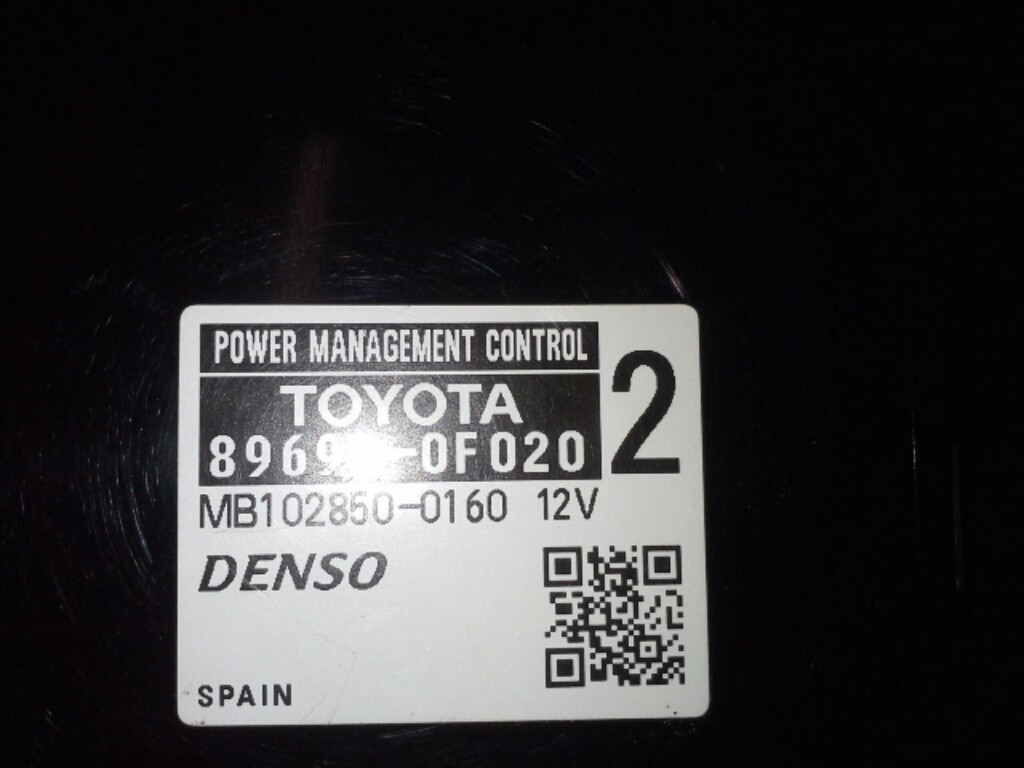 POWER MANAGEMENT CONTROL
TOYOTA
2
MB102850-0160 12V
DENSO
SPAIN